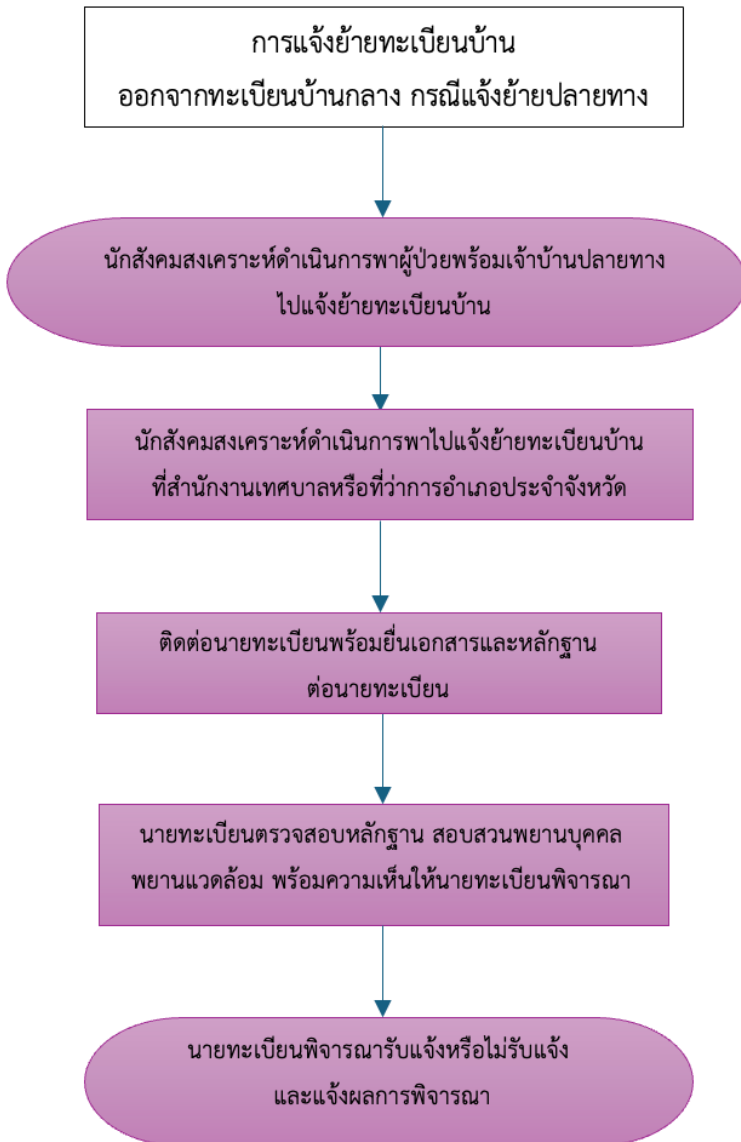 การแจ้งย้ายทะเบียนบ้าน
ออกจากทะเบียนบ้านกลาง กรณีแจ้งย้ายปลายทาง
นักสังคมสงเคราะห์ดำเนินการพาผู้ป่วยพร้อมเจ้าบ้านปลายทาง
ไปแจ้งย้ายทะเบียนบ้าน
นักสังคมสงเคราะห์ดำเนินการพาไปแจ้งย้ายทะเบียนบ้าน
ที่สำนักงานเทศบาลหรือที่ว่าการอำเภอประจำจังหวัด
ติดต่อนายทะเบียนพร้อมยื่นเอกสารและหลักฐาน
ต่อนายทะเบียน
นายทะเบียนตรวจสอบหลักฐาน สอบสวนพยานบุคคล
พยานแวดล้อม พร้อมความเห็นให้นายทะเบียนพิจารณา
นายทะเบียนพิจารณารับแจ้งหรือไม่รับแจ้ง
และแจ้งผลการพิจารณา